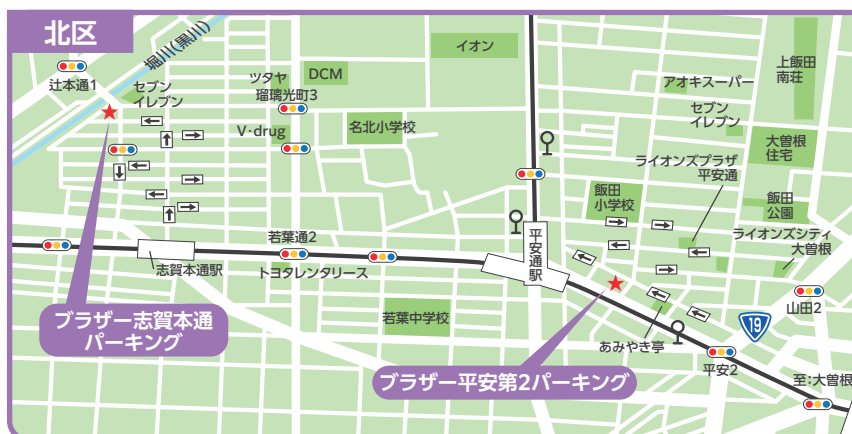 北区
堀川(黒川)
辻本通1
セブン
イレブン
ツタヤ
瑠璃光町3
DCM
イオン
V・drug
名北小学校
アオキスーパー
上飯田
南荘
セブン
イレブン
大曽根
住宅
ライオンズプラザ
平安通
飯田
小学校
飯田
公園
ライオンズシティ
大曽根
若葉通2
平安通駅
志賀本通駅
トヨタレンタリース
若葉中学校
山田2
19
あみやき亭
平安2
至:大曽根
ブラザー志賀本通
パーキング
ブラザー平安第2パーキング